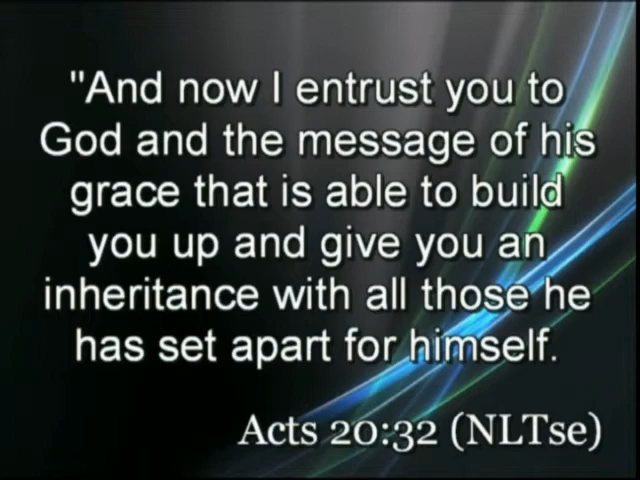 "And now I entrust you to
God and the message of his
grace that is able to build
you up and give you an
inheritance with all those he
has set apart for himself.
Acts 20:32 (NLTse)